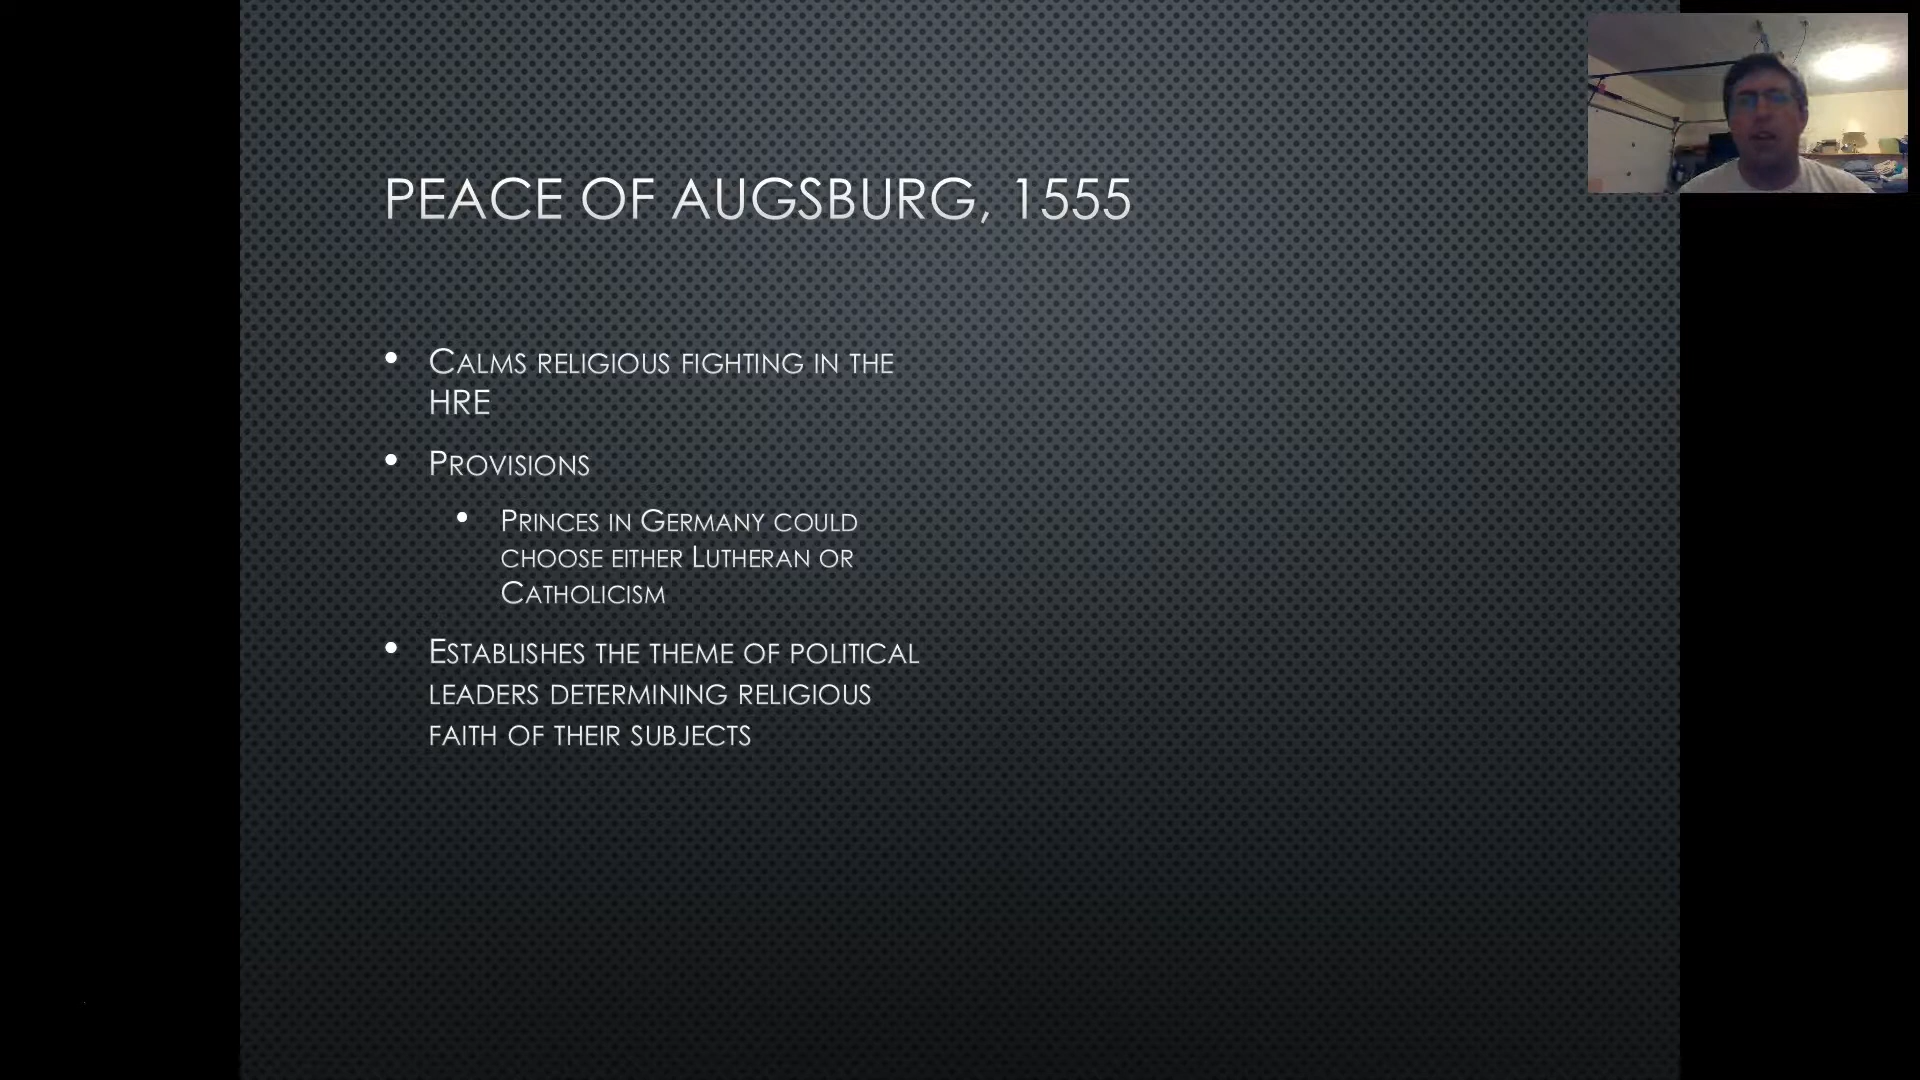 PEACE OF AUGSBURG, 1555
• CALMS RELIGIOUS FIGHTING IN THE
HRE
• PROVISIONS
• PRINCES IN GERMANY COULD
CHOOSE EITHER LUTHERAN OR
CATHOLICISM
• ESTABLISHES THE THEME OF POLITICAL
LEADERS DETERMINING RELIGIOUS
FAITH OF THEIR SUBJECTS